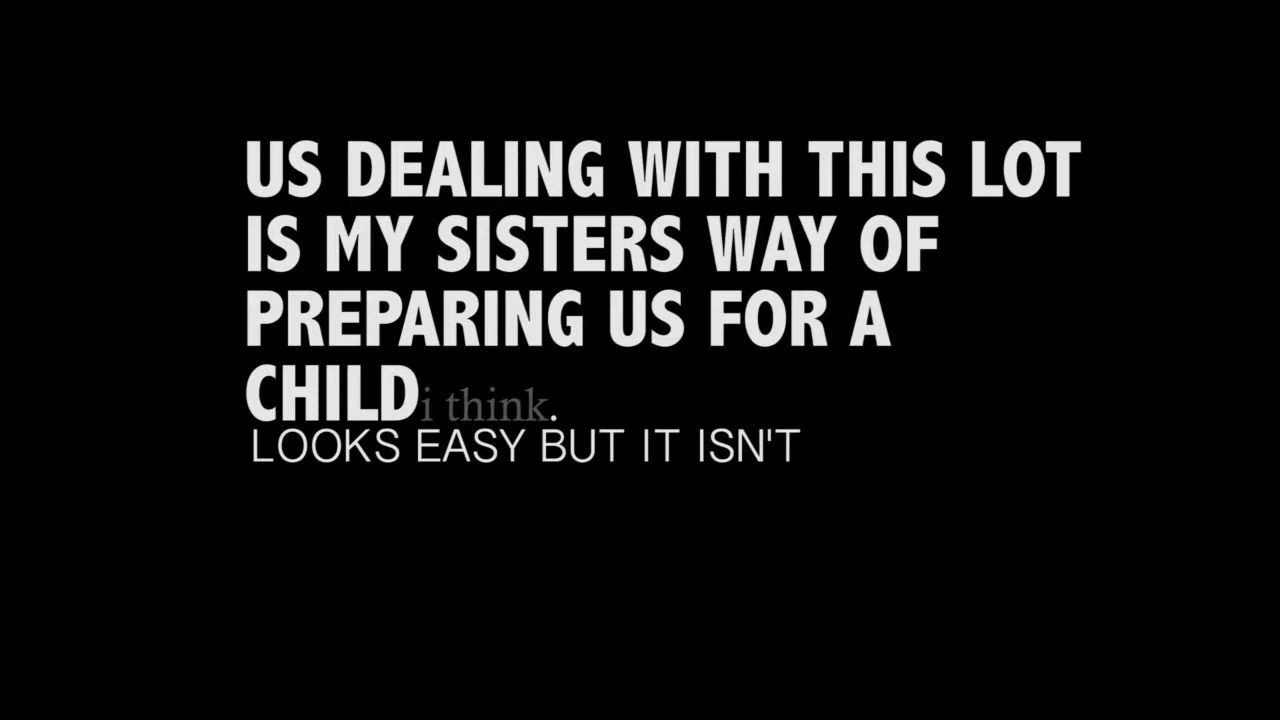 US DEALING WITH THIS LOT
IS MY SISTERS WAY OF
PREPARING US FOR A
CHILD i think.
LOOKS EASY BUT IT ISN'T